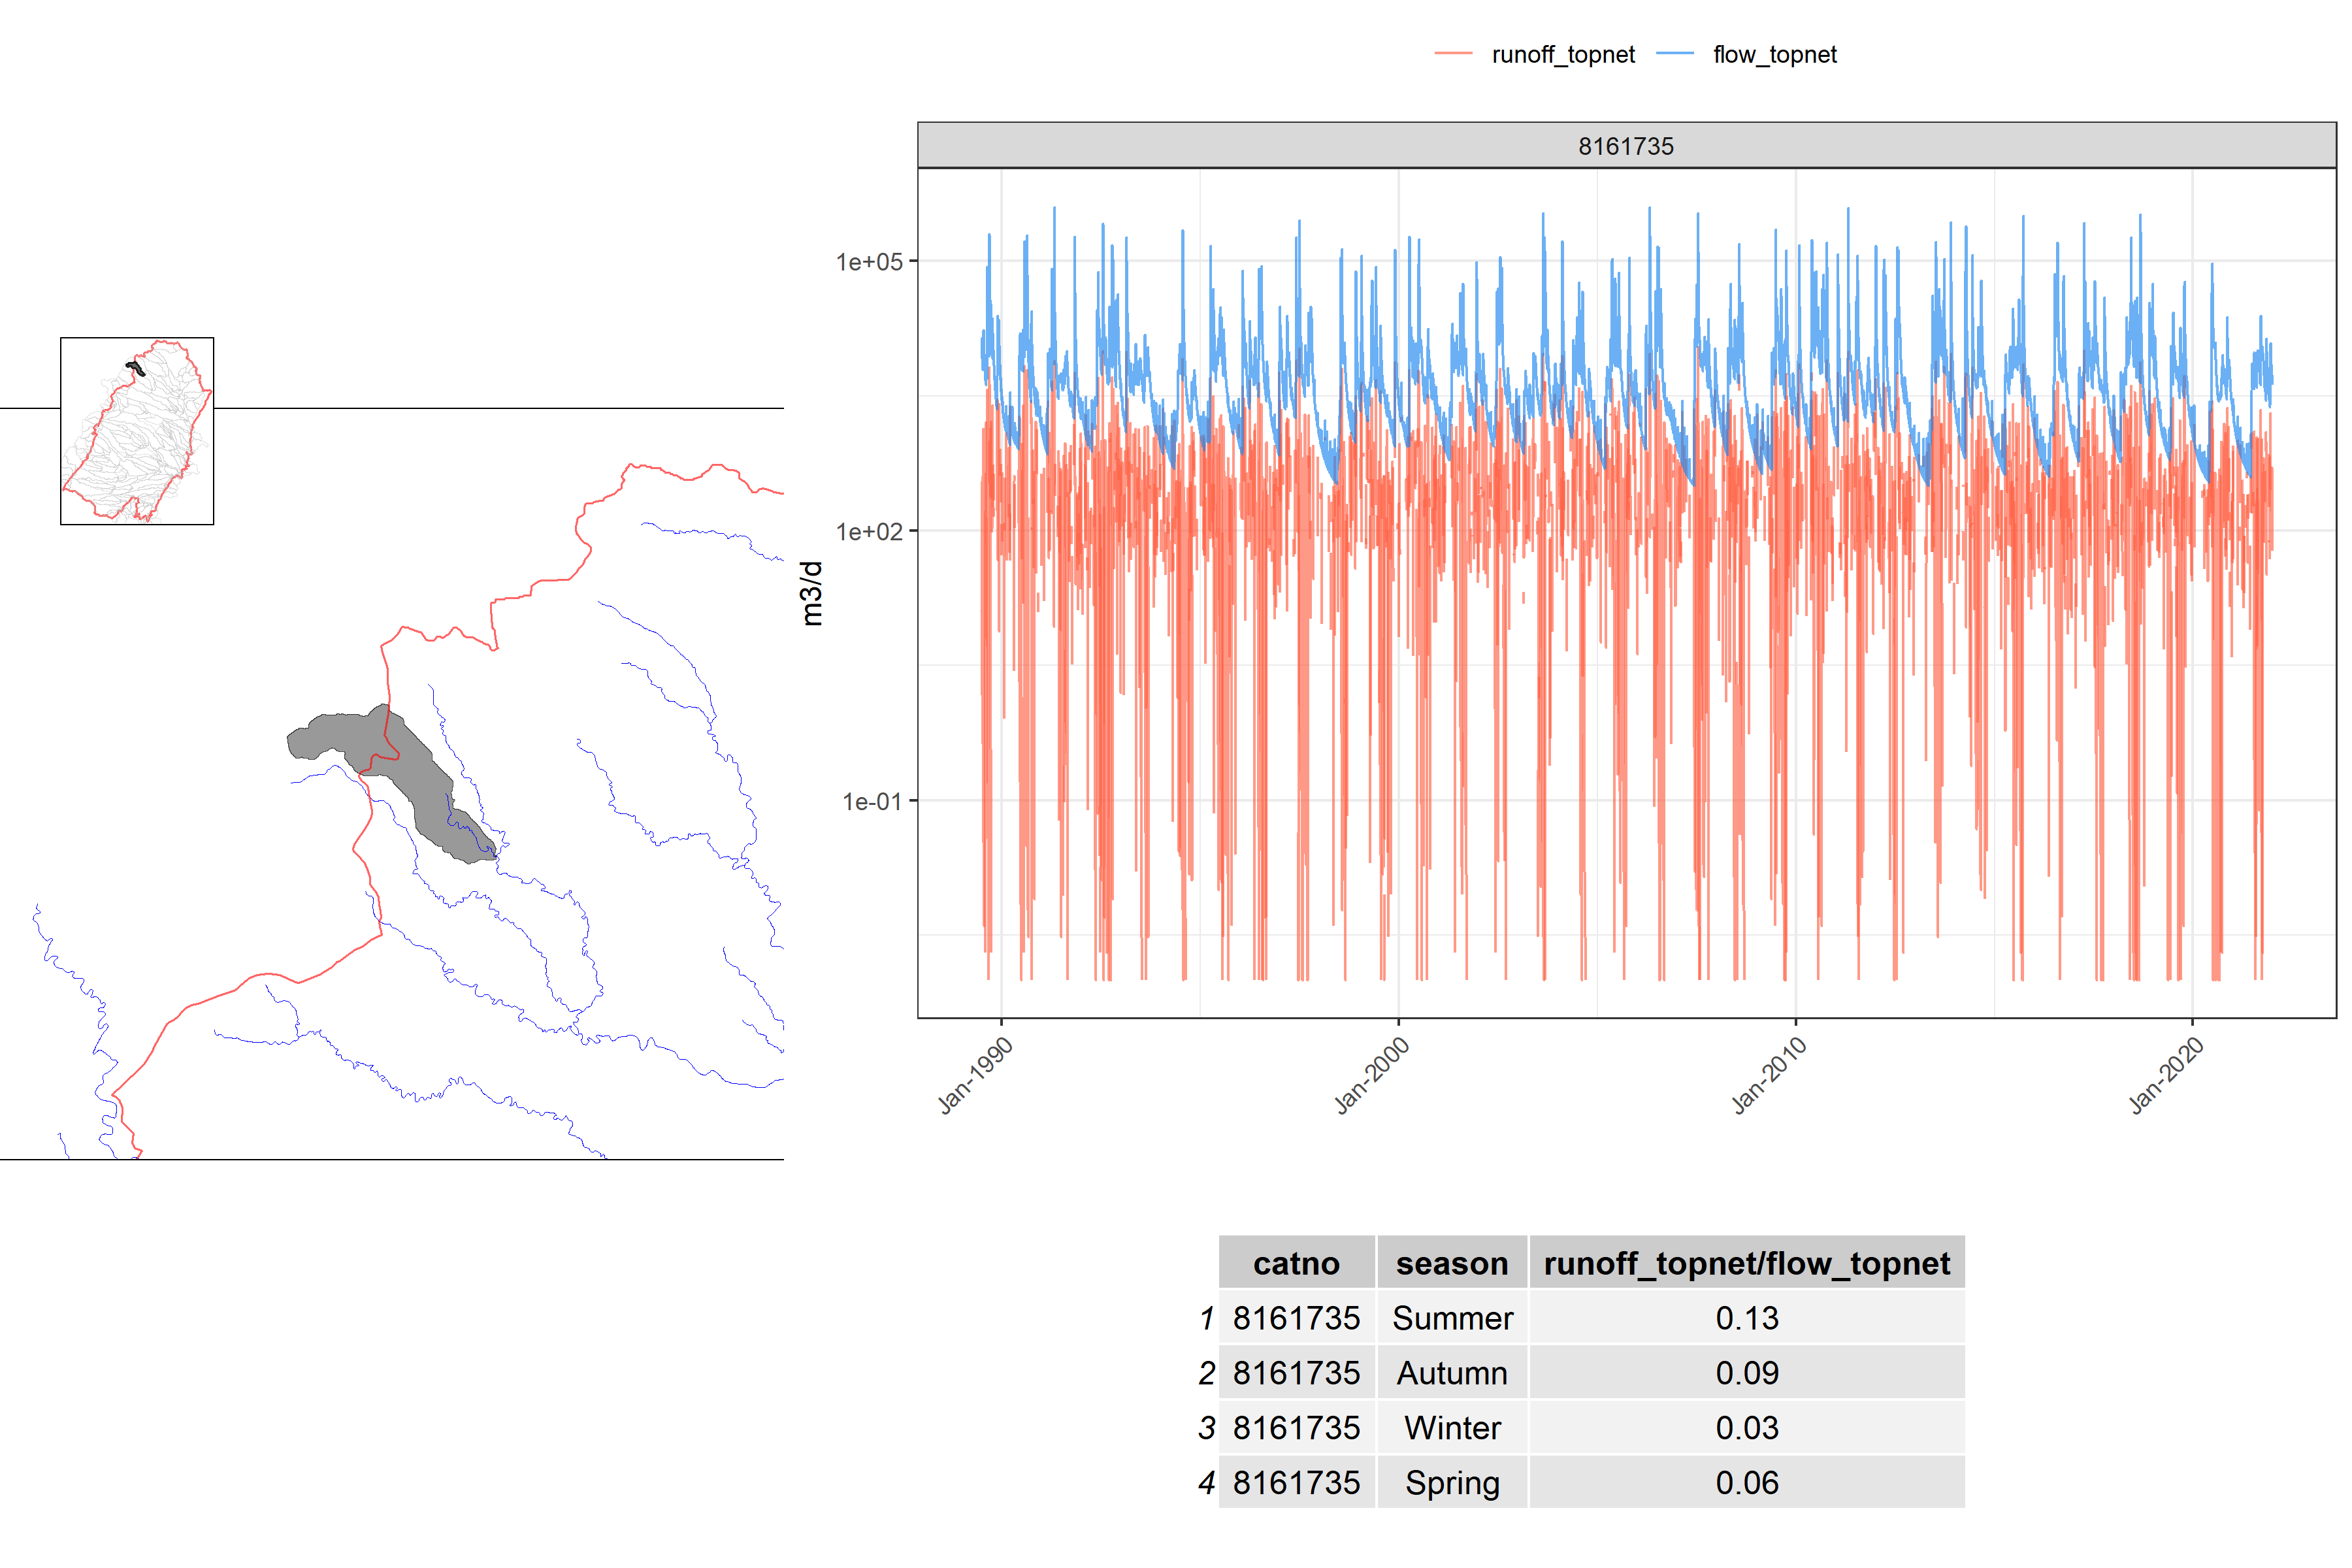 runoff_topnet flow_topnet
8161735
1e+05
1e+02
1e-01
m3/d
Jan-1990 Jan-2000 Jan-2010 Jan-2020
catno season runoff_topnet/flow_topnet
1 8161735 Summer 0.13
2 8161735 Autumn 0.09
3 8161735 Winter 0.03
4 8161735 Spring 0.06